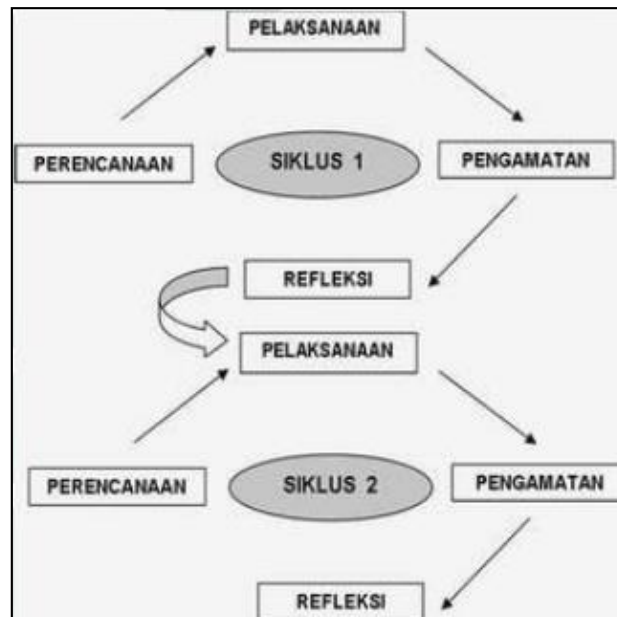 PELAKSANAAN
PERENCANAAN
SIKLUS 1
PENGAMATAN
REFLEKSI
PELAKSANAAN
PERENCANAAN
SIKLUS 2
PENGAMATAN
REFLEKSI